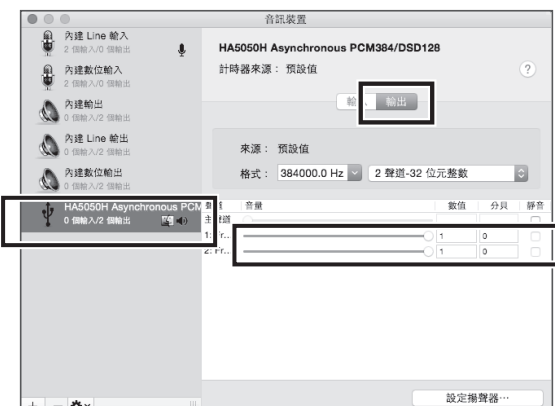 音訊裝置
內建 Line 輸入
2 個輸入/0 個輸出
內建數位輸入
2 個輸入/0 個輸出
內建輸出
0 個輸入/2 個輸出
內建 Line 輸出
0 個輸入/2 個輸出
內建數位輸出
0 個輸入/2 個輸出
HA5050H Asynchronous PCM
0 個輸入/2 個輸出
HA5050H Asynchronous PCM384/DSD128
計時器來源： 預設值
?
輸出
來源： 預設值
格式： 384000.0 Hz 2 聲道-32 位元整數
音量 數值 分貝 靜音
1: Fr... 1 0
2: Fr... 1 0
設定揚聲器…